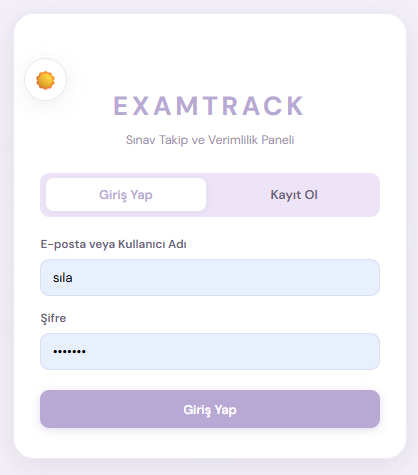 EXAMTRACK
Sınav Takip ve Verimlilik Paneli
Giriş Yap
Kayıt Ol
E-posta veya Kullanıcı Adı
sıla
Şifre
•••••••
Giriş Yap